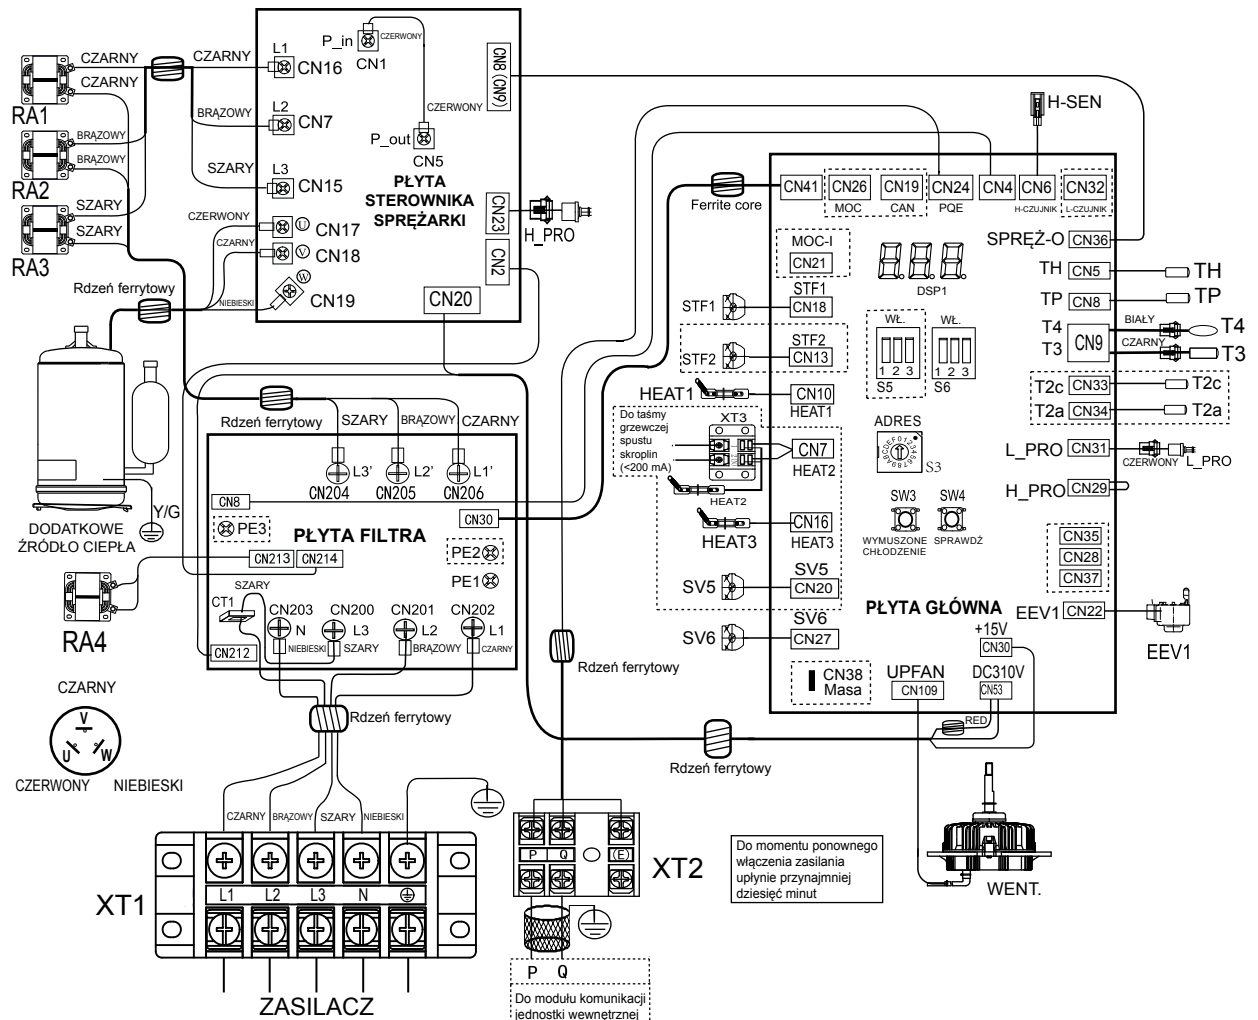 CZARNY
CZARNY
RA1
BRĄZOWY
BRĄZOWY
RA2
SZARY
SZARY
RA3
CZARNY
BRĄZOWY
SZARY
CZERWONY
CZARNY
NIEBIESKI
Rdzeń ferrytowy
P_in
CN1
CZERWONY
CZERWONY
P_out
CN5
L1
CN16
L2
CN7
L3
CN15
U
CN17
V
CN18
W
CN19
PŁYTA
STEROWNIKA
SPRĘŻARKI
CN8 (CN9)
CN23
H_PRO
CN2
CN20
H-SEN
Ferrite core
CN41
CN26
MOC
CN19
CAN
CN24
PQE
CN4
CN6
H-CZUJNIK
CN32
L-CZUJNIK
SPRĘŻ-O
CN36
MOC-I
CN21
DSP1
TH
CN5
TH
TP
CN8
TP
STF1
STF1
CN18
STF2
STF2
CN13
WŁ.
1 2 3
S5
WŁ.
1 2 3
S6
T4
T3
CN9
BIAŁY
CZARNY
T4
T3
T2c
CN33
T2c
T2a
CN34
T2a
HEAT1
CN10
HEAT1
Do taśmy
grzewczej
spustu
skroplin
(<200 mA)
XT3
CN7
HEAT2
HEAT2
ADRES
S3
L_PRO
CN31
CZERWONY
L_PRO
H_PRO
CN29
HEAT3
CN16
HEAT3
SW3
SW4
WYMUSZONE
CHŁODZENIE
SPRAWDŹ
CN35
CN28
CN37
SV5
SV5
CN20
SV6
SV6
CN27
PŁYTA GŁÓWNA
EEV1
CN22
EEV1
+15V
CN30
CN38
Masa
UPFAN
CN109
DC310V
CN53
RED
Rdzeń ferrytowy
SZARY
BRĄZOWY
CZARNY
L3'
CN204
L2'
CN205
L1'
CN206
CN8
CN30
PE3
PŁYTA FILTRA
PE2
PE1
CN213
CN214
Y/G
DODATKOWE
ŹRÓDŁO CIEPŁA
RA4
CT1
SZARY
CN203
N
NIEBIESKI
CN200
L3
SZARY
CN201
L2
BRĄZOWY
CN202
L1
CZARNY
CN212
Rdzeń ferrytowy
Rdzeń ferrytowy
Rdzeń ferrytowy
CZARNY
V
U
W
CZERWONY
NIEBIESKI
CZARNY
BRĄZOWY
SZARY
NIEBIESKI
XT1
L1
L2
L3
N
ZASILACZ
P
Q
(E)
XT2
P
Q
Do modułu komunikacji
jednostki wewnętrznej
Do momentu ponownego
włączenia zasilania
upłynie przynajmniej
dziesięć minut
WENT.